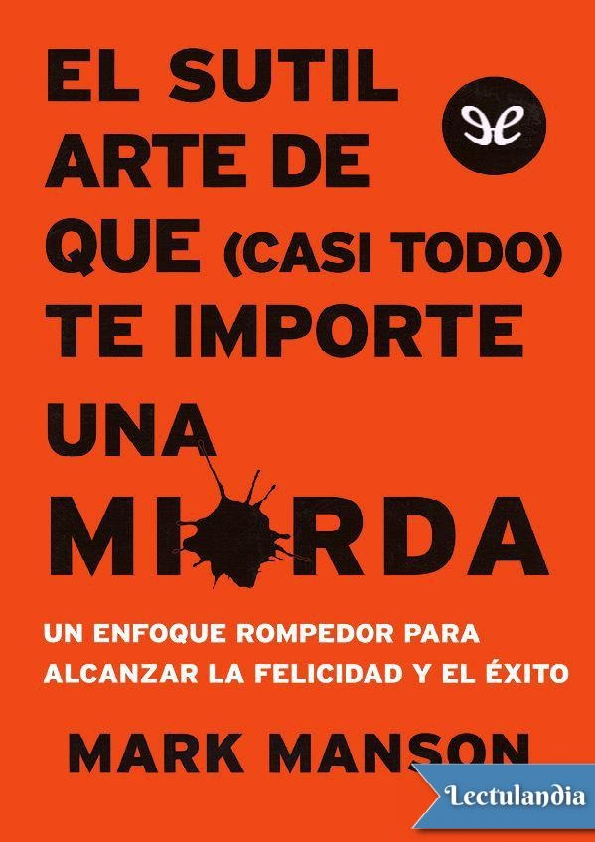 EL SUTIL
ARTE DE
QUE (CASI TODO)
TE IMPORTE
UNA
MI RDA
UN ENFOQUE ROMPEDOR PARA
ALCANZAR LA FELICIDAD Y EL ÉXITO
MARK MANSON
Lectulandia